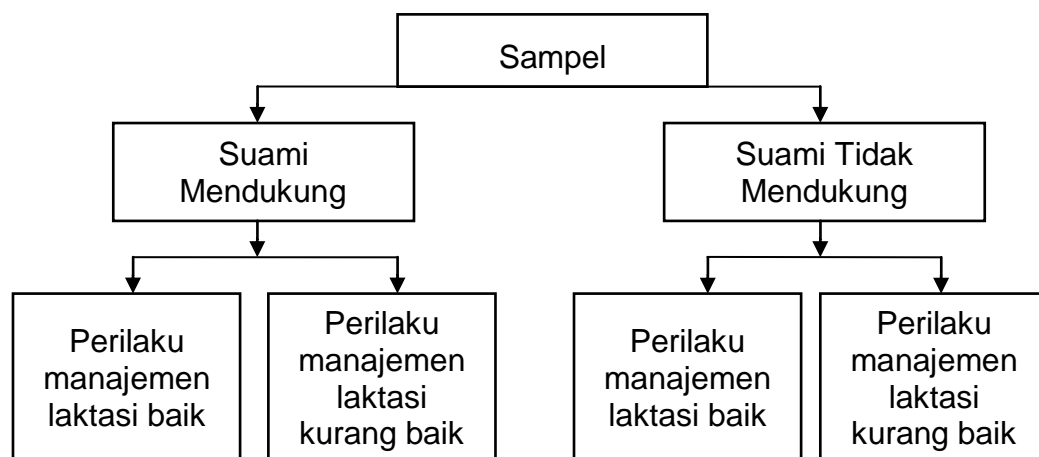 Sampel
Suami
Mendukung
Suami Tidak
Mendukung
Perilaku
manajemen
laktasi baik
Perilaku
manajemen
laktasi
kurang baik
Perilaku
manajemen
laktasi baik
Perilaku
manajemen
laktasi
kurang baik